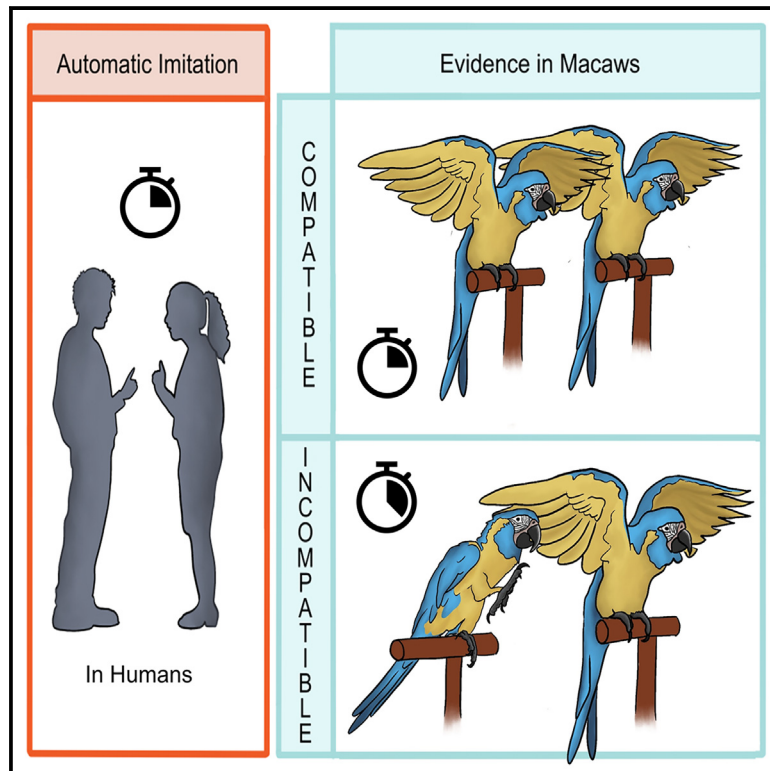 Automatic Imitation
In Humans
Evidence in Macaws
COMPATIBLE
INCOMPATIBLE